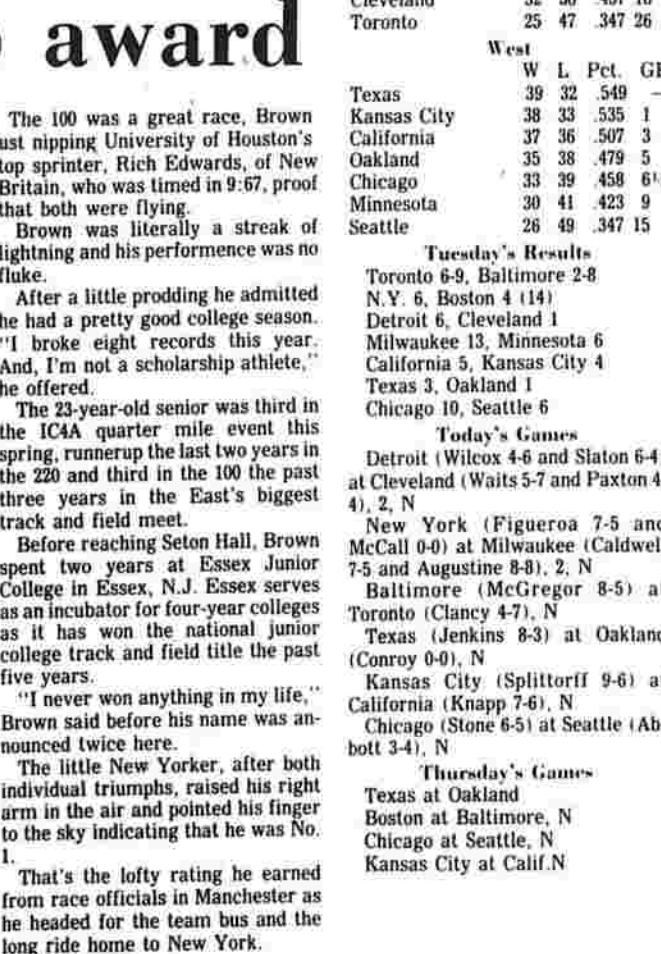 award
The 100 was a great race, Brown
ust nipping University of Houston's
top sprinter, Rich Edwards, of New
Britain, who was timed in 9:67, proof
that both were flying.
Brown was literally a streak of
lightning and his performence was no
fluke.
After a little prodding he admitted
he had a pretty good college season.
"I broke eight records this year.
And, I'm not a scholarship athlete,"
he offered.
The 23-year-old senior was third in
the IC4A quarter mile event this
spring, runnerup the last two years in
the 220 and third in the 100 the past
three years in the East's biggest
track and field meet.
Before reaching Seton Hall, Brown
spent two years at Essex Junior
College in Essex, N.J. Essex serves
as an incubator for four-year colleges
as it has won the national junior
college track and field title the past
five years.
"I never won anything in my life,"
Brown said before his name was an-
nounced twice here.
The little New Yorker, after both
individual triumphs, raised his right
arm in the air and pointed his finger
to the sky indicating that he was No.
1.
That's the lofty rating he earned
from race officials in Manchester as
he headed for the team bus and the
long ride home to New York.
Cleveland
Toronto 25 47 .347 26
West
W L Pct. GB
Texas 39 32 .549 —
Kansas City 38 33 .535 1
California 37 36 .507 3
Oakland 35 38 .479 5
Chicago 33 39 .458 6½
Minnesota 30 41 .423 9
Seattle 26 49 .347 15
Tuesday's Results
Toronto 6-9, Baltimore 2-8
N.Y. 6, Boston 4 (14)
Detroit 6, Cleveland 1
Milwaukee 13, Minnesota 6
California 5, Kansas City 4
Texas 3, Oakland 1
Chicago 10, Seattle 6
Today's Games
Detroit (Wilcox 4-6 and Slaton 6-4
at Cleveland (Waits 5-7 and Paxton 4
4), 2, N
New York (Figueroa 7-5 and
McCall 0-0) at Milwaukee (Caldwel
7-5 and Augustine 8-8), 2, N
Baltimore (McGregor 8-5) a
Toronto (Clancy 4-7), N
Texas (Jenkins 8-3) at Oakland
(Conroy 0-0), N
Kansas City (Splittorff 9-6) a
California (Knapp 7-6), N
Chicago (Stone 6-5) at Seattle (Ab
bott 3-4), N
Thursday's Games
Texas at Oakland
Boston at Baltimore, N
Chicago at Seattle, N
Kansas City at Calif.N